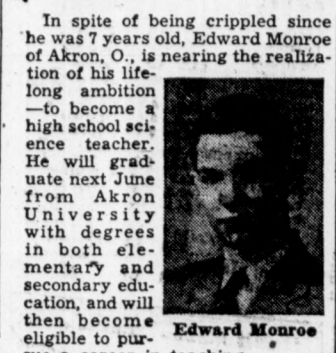 In spite of being crippled since
he was 7 years old, Edward Monroe
of Akron, O., is nearing the realiza-
tion of his life-
long ambition
—to become a
high school sci-
ence teacher.
He will grad-
uate next June
from Akron
University
with degrees
in both ele-
mentary and
secondary edu-
cation, and will
then become
eligible to pur-
Edward Monroe